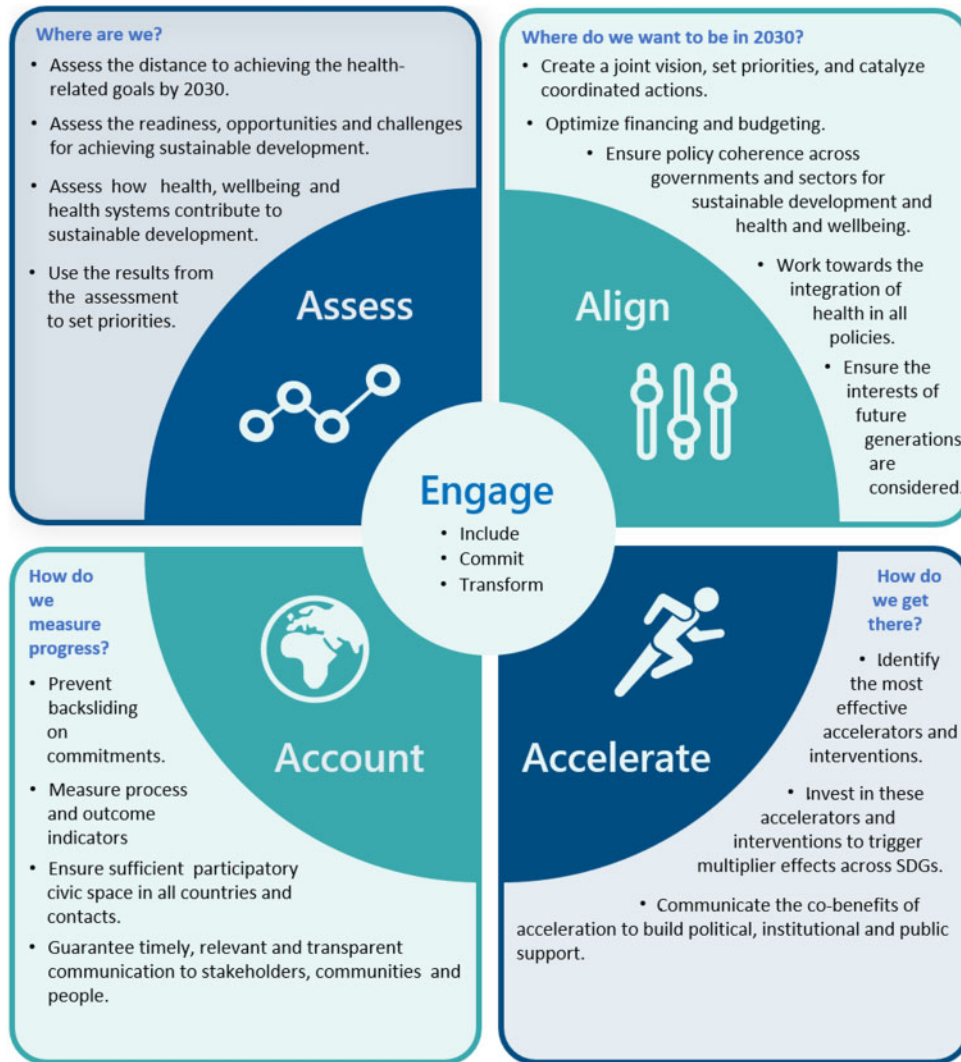 Where are we?
• Assess the distance to achieving the health-
related goals by 2030.
• Assess the readiness, opportunities and challenges
for achieving sustainable development.
• Assess how health, wellbeing and
health systems contribute to
sustainable development.
• Use the results from
the assessment
to set priorities.
Assess
Where do we want to be in 2030?
• Create a joint vision, set priorities, and catalyze
coordinated actions.
• Optimize financing and budgeting.
• Ensure policy coherence across
governments and sectors for
sustainable development and
health and wellbeing.
• Work towards the
integration of
health in all
policies.
• Ensure the
interests of
future
generations
are
considered.
Align
Engage
• Include
• Commit
• Transform
How do
we
measure
progress?
• Prevent
backsliding
on
commitments.
• Measure process
and outcome
indicators
• Ensure sufficient participatory
civic space in all countries and
contacts.
• Guarantee timely, relevant and transparent
communication to stakeholders, communities and
people.
Account
How do
we get
there?
• Identify
the most
effective
accelerators and
interventions.
• Invest in these
accelerators and
interventions to trigger
multiplier effects across SDGs.
• Communicate the co-benefits of
acceleration to build political, institutional and public
support.
Accelerate